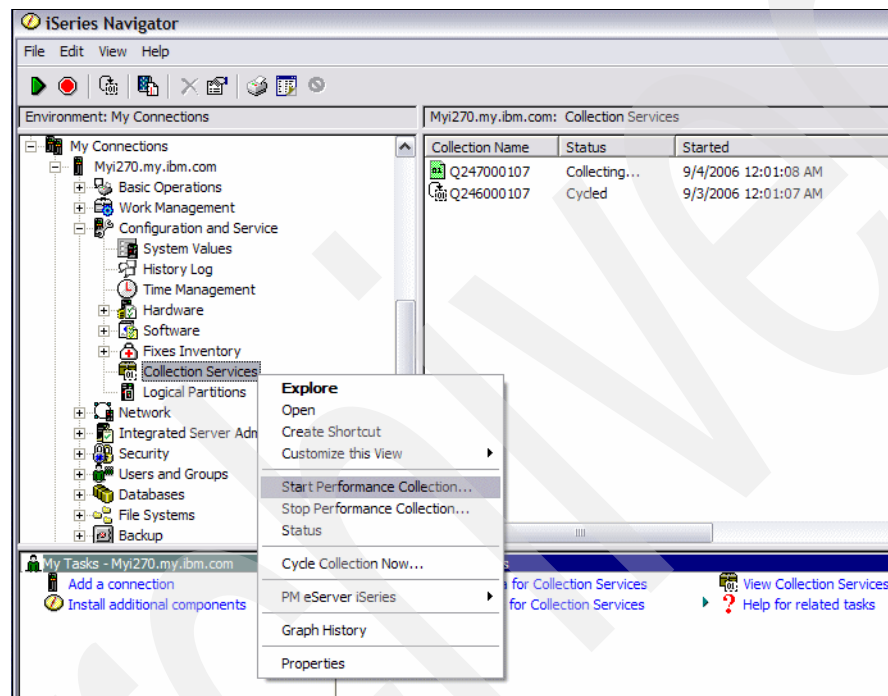 iSeries Navigator
File Edit View Help
Environment: My Connections
Myi270.my.ibm.com: Collection Services
My Connections
Myi270.my.ibm.com
Basic Operations
Work Management
Configuration and Service
System Values
History Log
Time Management
Hardware
Software
Fixes Inventory
Collection Services
Logical Partitions
Network
Integrated Server Adm
Security
Users and Groups
Databases
File Systems
Backup
Collection Name Status Started
Q247000107 Collecting... 9/4/2006 12:01:08 AM
Q246000107 Cycled 9/3/2006 12:01:07 AM
Explore
Open
Create Shortcut
Customize this View
Start Performance Collection...
Stop Performance Collection...
Status
Cycle Collection Now...
PM eServer iSeries
Graph History
Properties
My Tasks - Myi270.my.ibm.com
Add a connection
Install additional components
for Collection Services
for Collection Services
View Collection Services
Help for related tasks